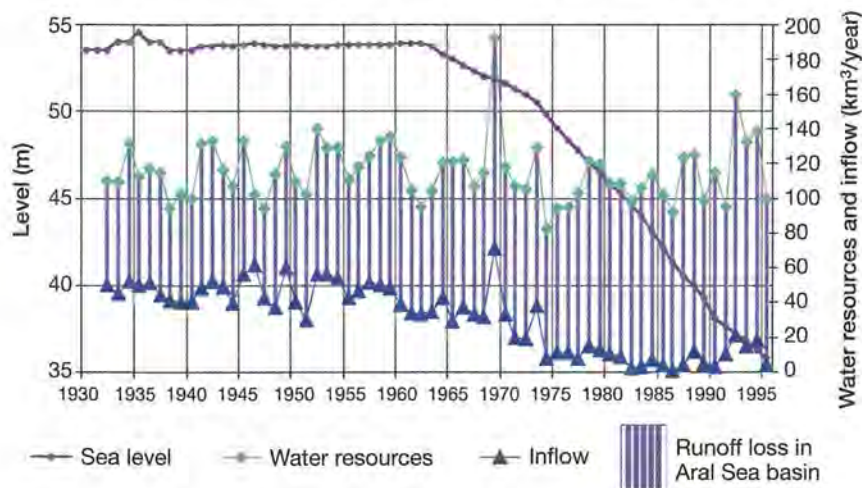 Level (m)
55
50
45
40
35
1930 1935 1940 1945 1950 1955 1960 1965 1970 1975 1980 1985 1990 1995
200
180
160
140
120
100
80
60
40
20
0
Water resources and inflow (km³/year)
Sea level
Water resources
Inflow
Runoff loss in
Aral Sea basin